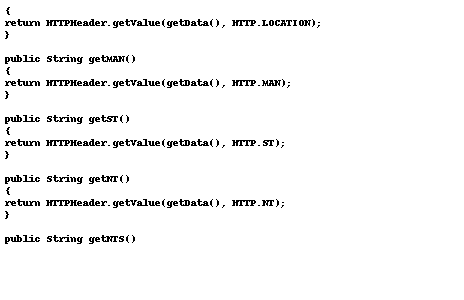 {
return HTTPHeader.getValue(getData(), HTTP.LOCATION);
}
public String getMAN()
{
return HTTPHeader.getValue(getData(), HTTP.MAN);
}
public String getST()
{
return HTTPHeader.getValue(getData(), HTTP.ST);
}
public String getNT()
{
return HTTPHeader.getValue(getData(), HTTP.NT);
}
public String getNTS()